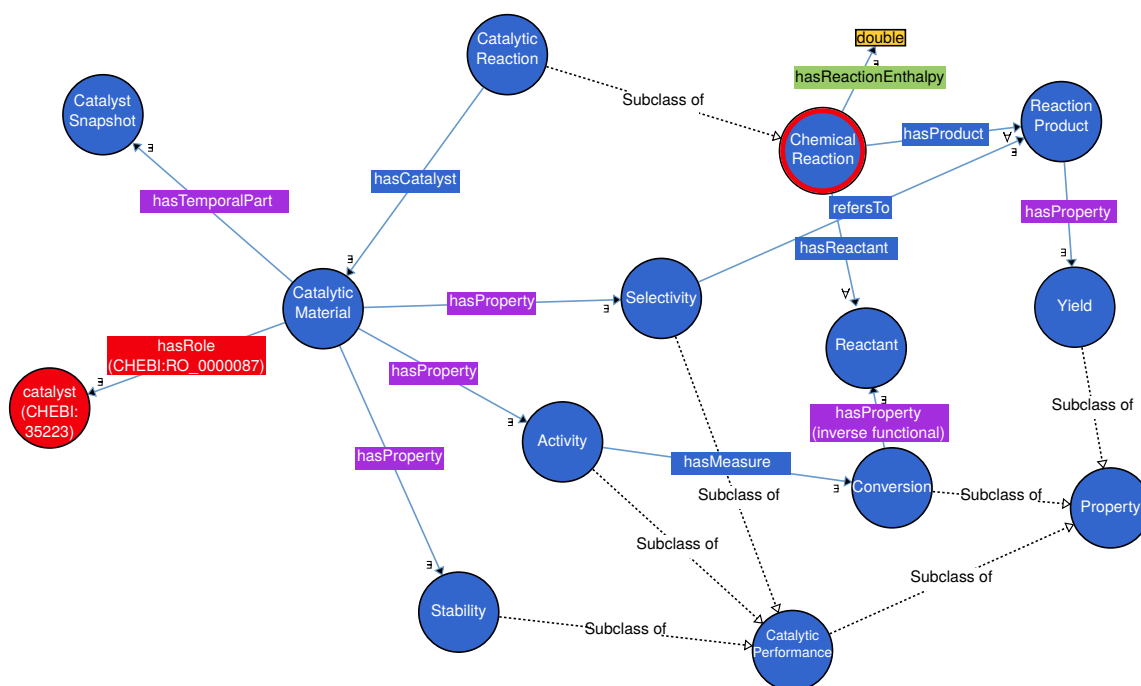 Catalytic
Reaction
double
hasReactionEnthalpy
E
Catalyst
Snapshot
E
Subclass of
Reaction
Product
Chemical
Reaction
hasProduct
A
E
hasCatalyst
hasTemporalPart
refersTo
hasProperty
hasReactant
E
E
Catalytic
Material
hasProperty
E
Selectivity
A
Yield
Reactant
hasRole
(CHEBI:RO_0000087)
E
hasProperty
catalyst
(CHEBI:
35223)
E
hasProperty
(inverse functional)
Subclass of
E
Activity
hasProperty
hasMeasure
E
Conversion
Subclass of
Subclass of
Property
Subclass of
E
Subclass of
Stability
Subclass of
Catalytic
Performance